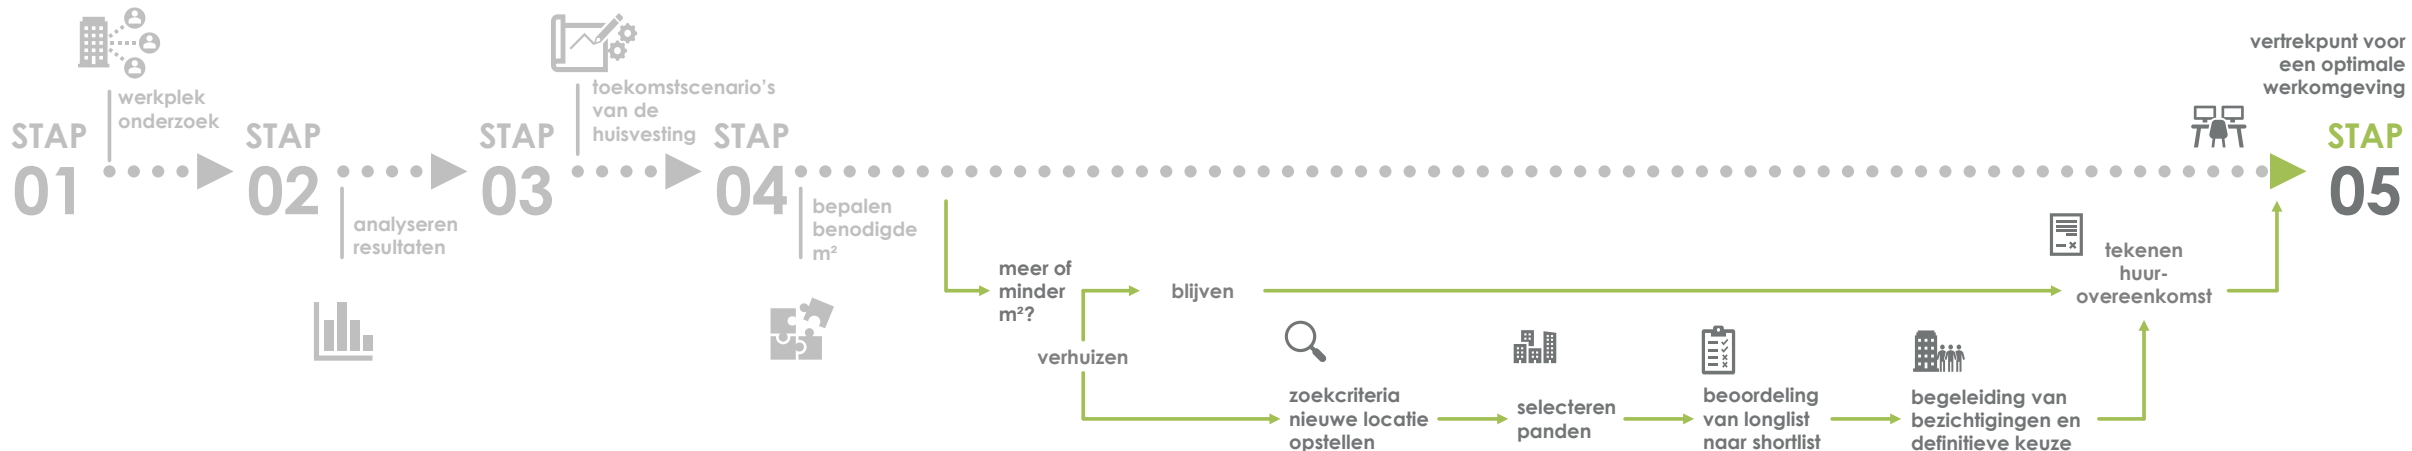 STAP
01
werkplek
onderzoek
STAP
02
analyseren
resultaten
STAP
03
toekomstscenario's
van de
huisvesting
STAP
04
bepalen
benodigde
m²
meer of
minder
m²?
blijven
verhuizen
zoekcriteria
nieuwe locatie
opstellen
selecteren
panden
beoordeling
van longlist
naar shortlist
begeleiding van
bezichtigingen en
definitieve keuze
tekenen
huur-
overeenkomst
vertrekpunt voor
een optimale
werkomgeving
STAP
05